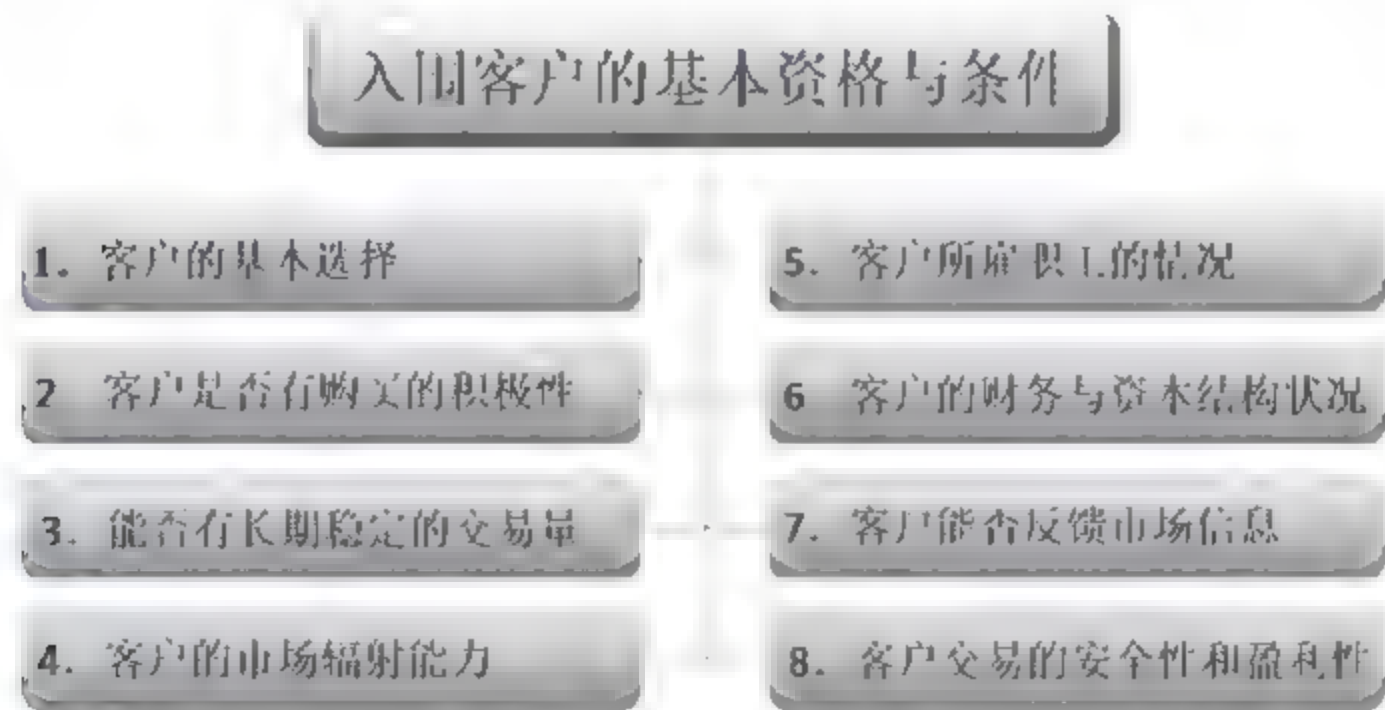 入围客户的基本资格与条件
1. 客户的基本选择
2 客户是否有购买的积极性
3. 能否有长期稳定的交易量
4. 客户的市场辐射能力
5. 客户所雇职工的情况
6 客户的财务与资本结构状况
7. 客户能否反馈市场信息
8. 客户交易的安全性和盈利性